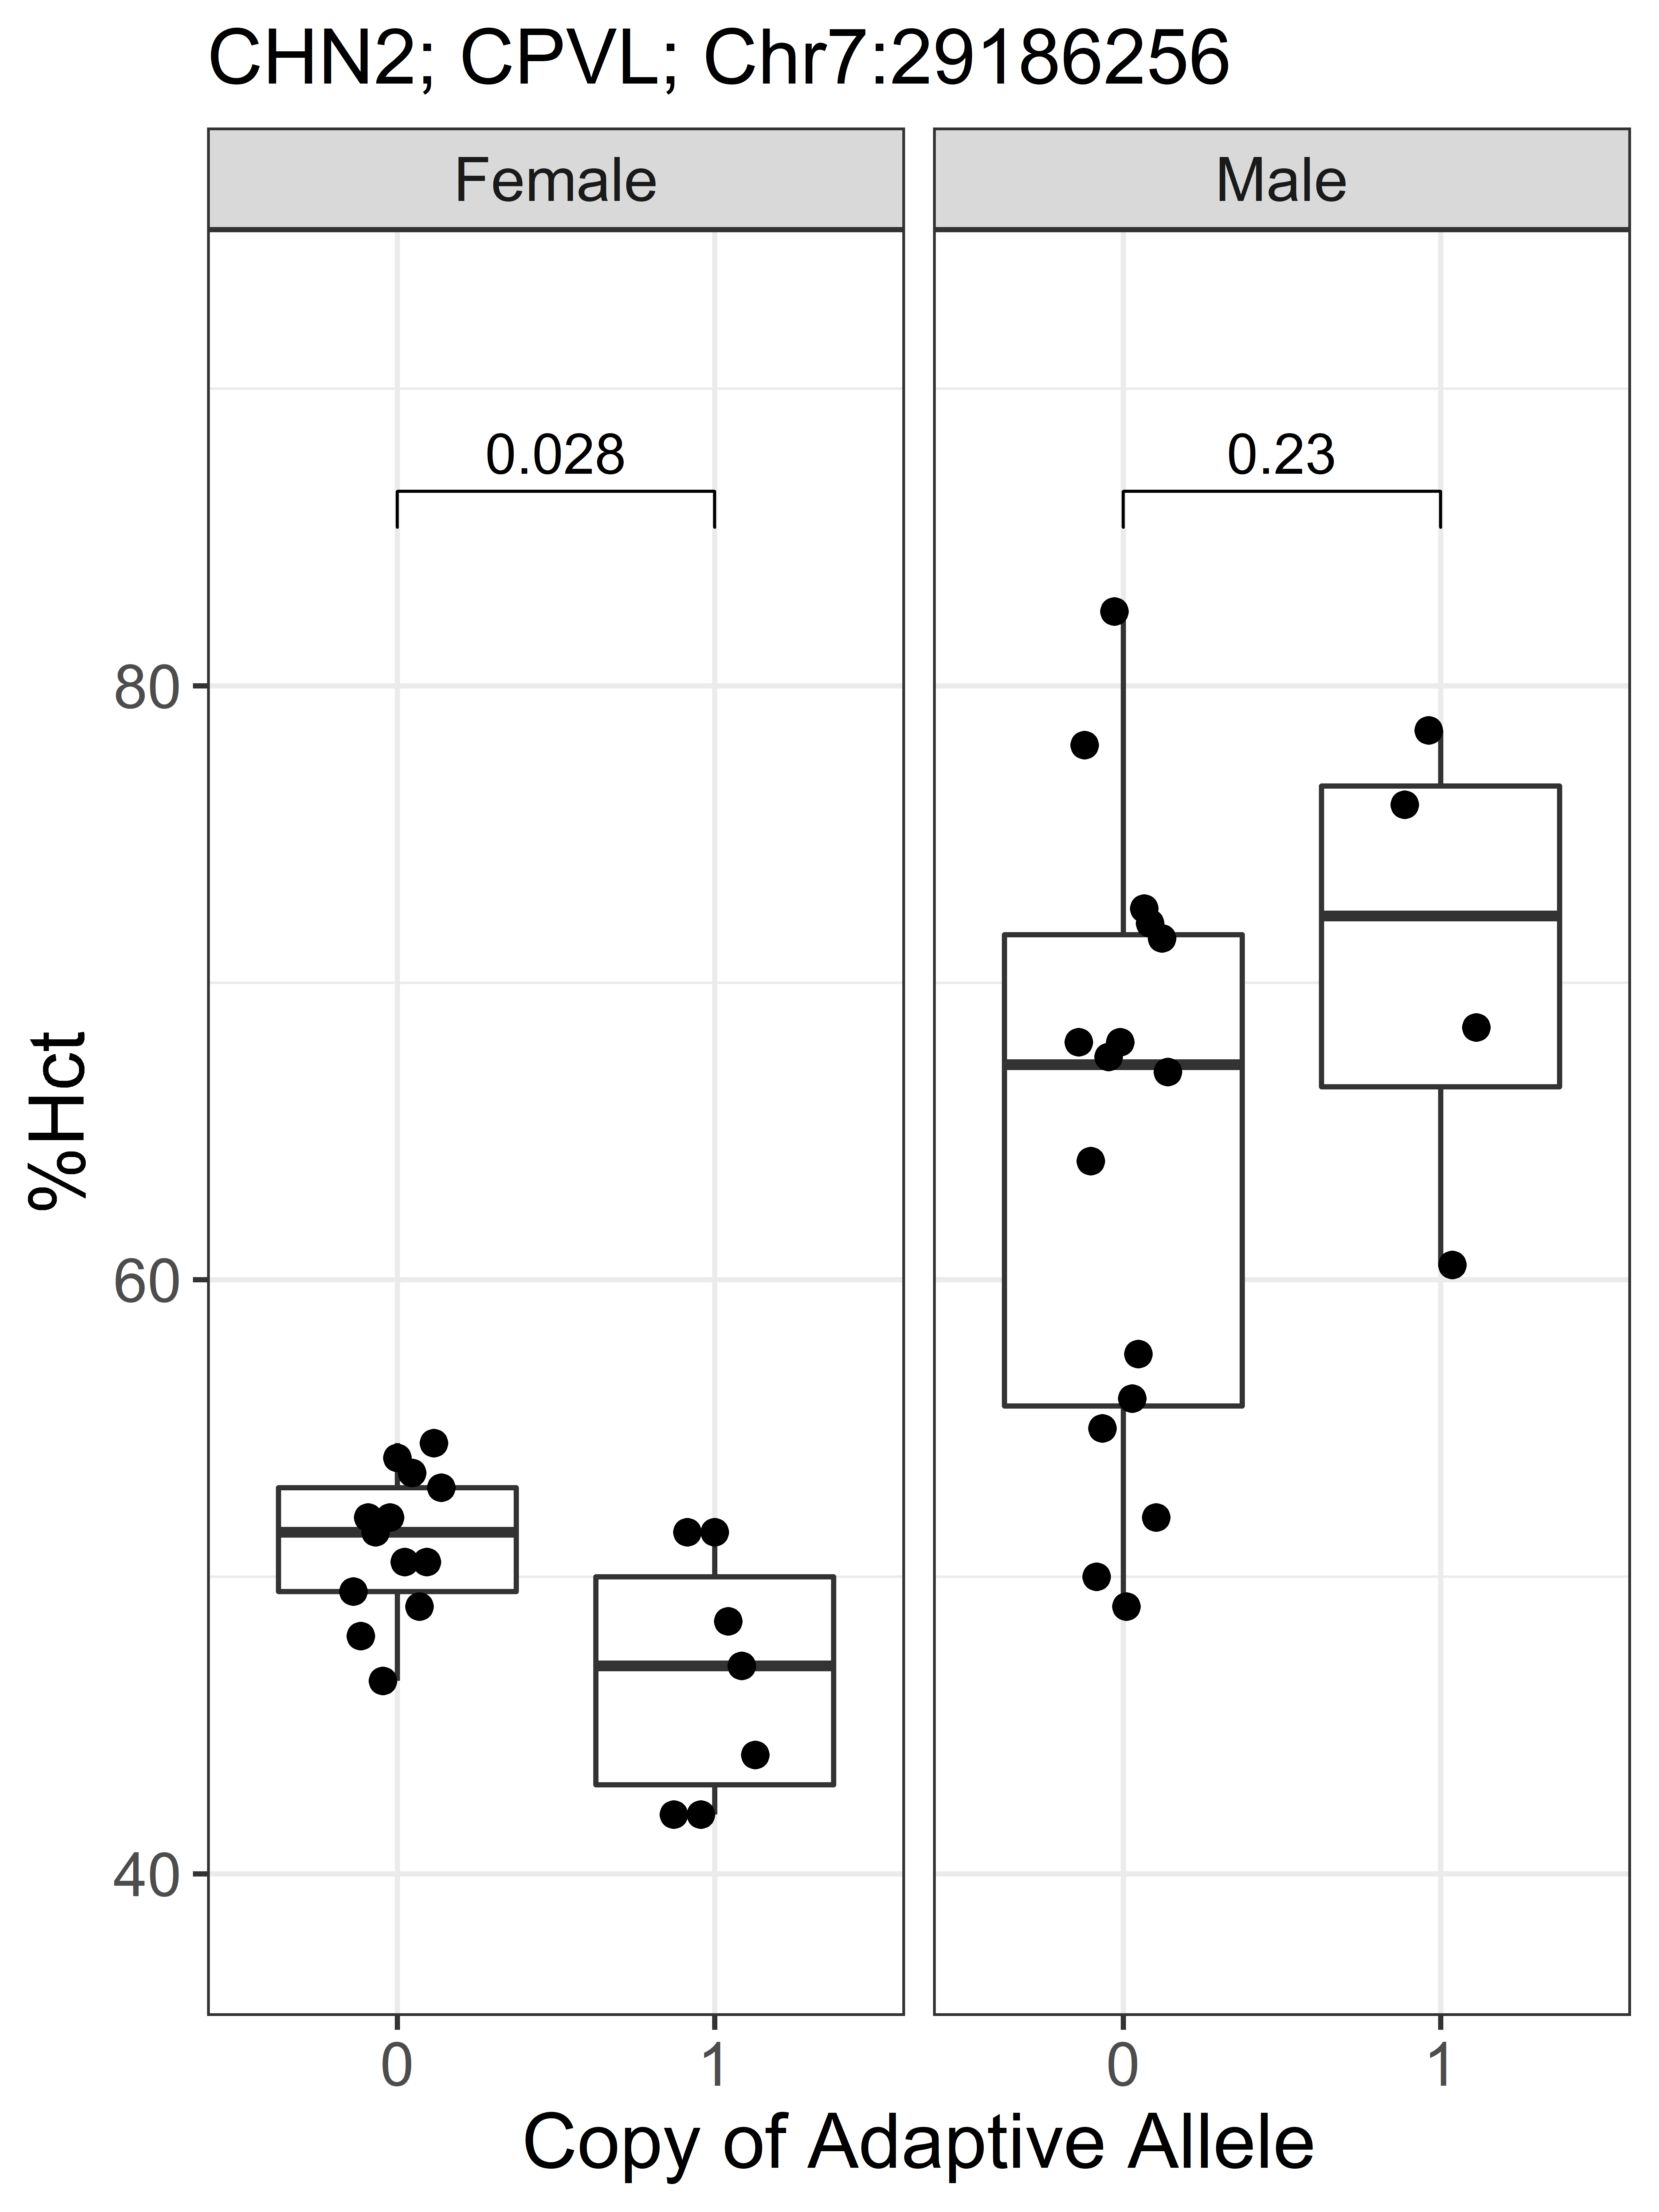 CHN2; CPVL; Chr7:29186256
Female
Male
0.028
0.23
80
60
40
%Hct
0
1
0
1
Copy of Adaptive Allele